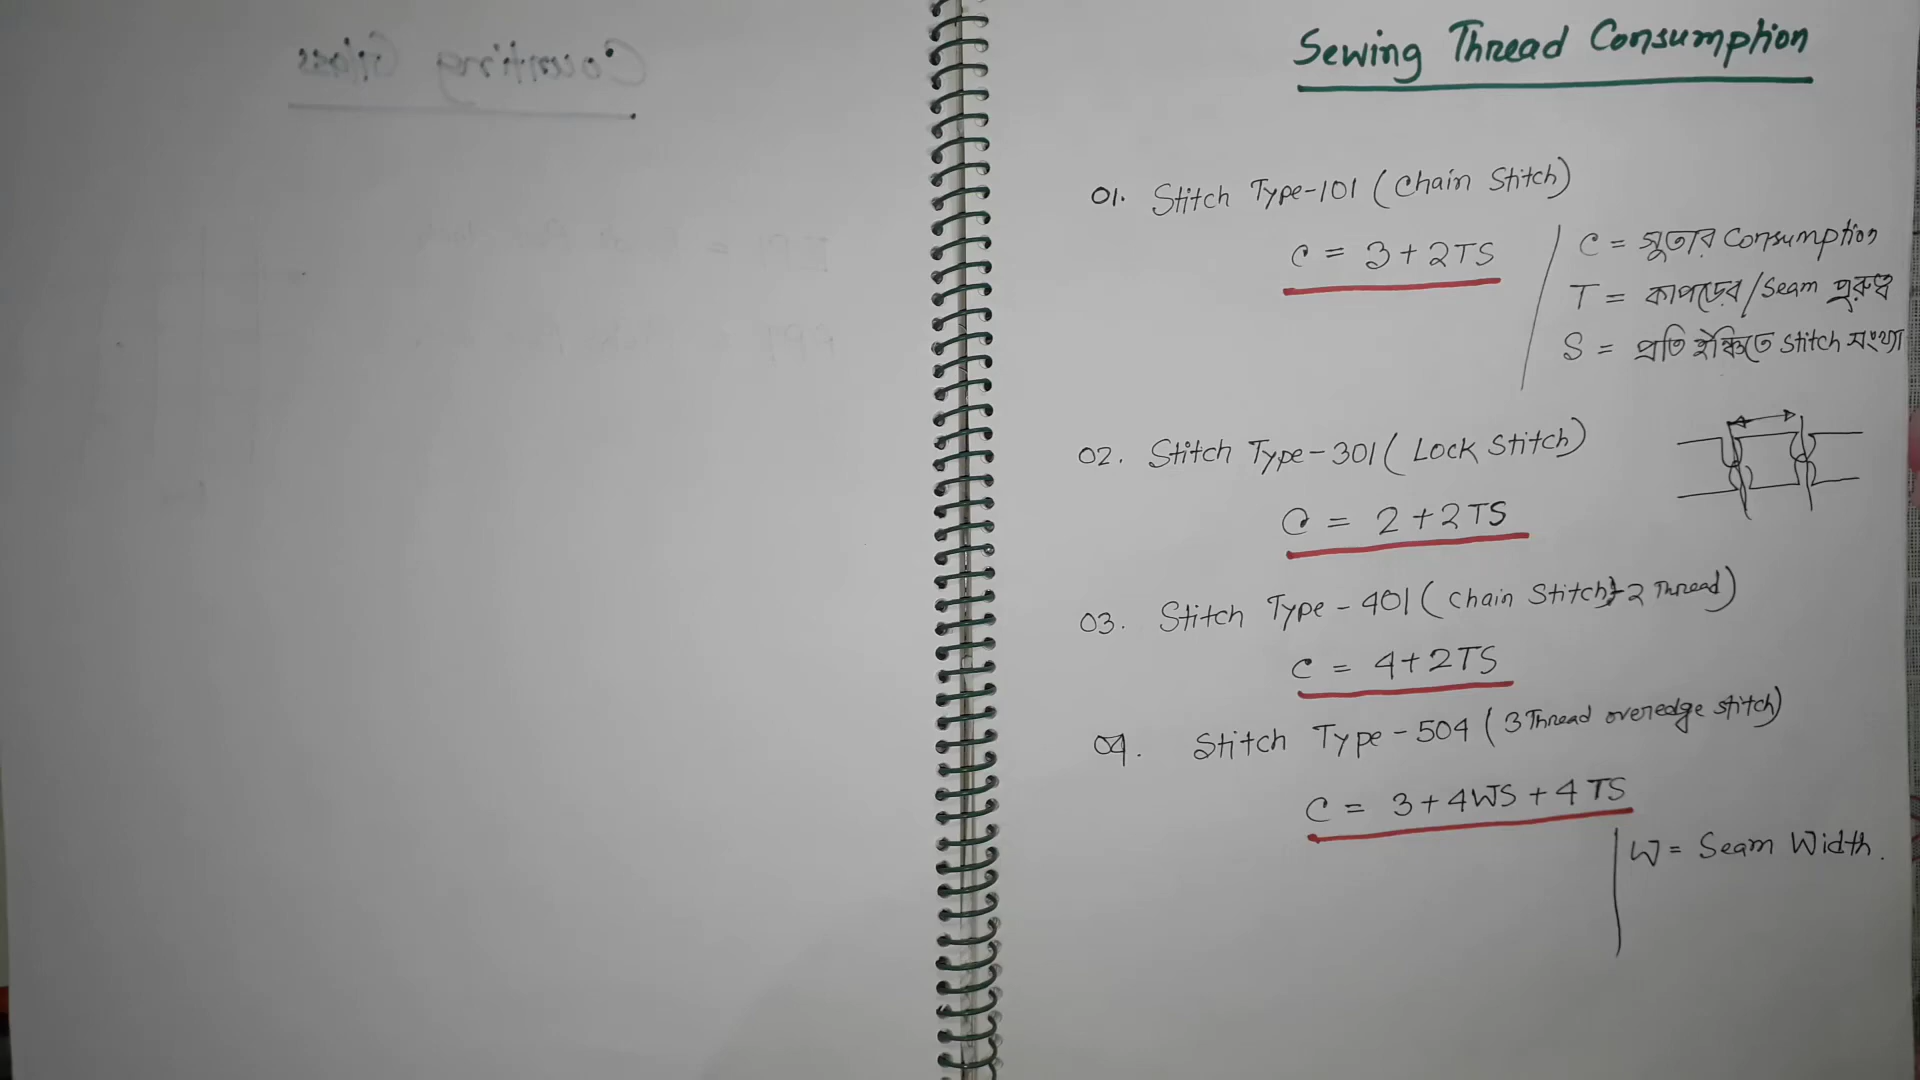 Sewing Thread Consumption
01. Stitch Type-101 (Chain Stitch)
C = 3 + 2TS
C = সুতার Consumption
T = কাপড়ের/Seam পুরুত্ব
S = প্রতি ইঞ্চিতে stitch সংখ্যা
02. Stitch Type-301 (Lock Stitch)
C = 2 + 2TS
03. Stitch Type-401 (Chain Stitch-2 Thread)
C = 4+2TS
04. Stitch Type-504 (3 Thread overedge stitch)
C = 3+4WS+4TS
W = Seam Width.
Counting Glass